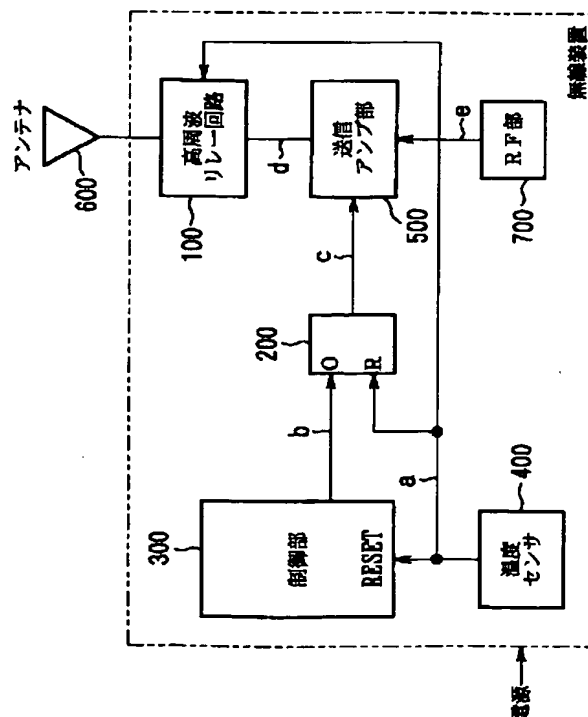 アンテナ
600
高周波
リレー回路
100
d
送信
アンプ部
500
c
200
O
R
b
300
制御部
RESET
a
400
温度
センサ
e
RF部
700
無線装置
電源